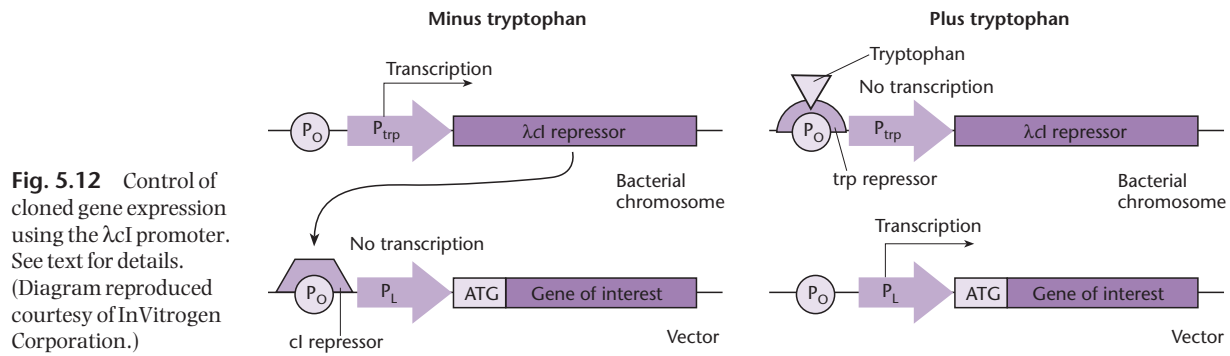 Minus tryptophan
Transcription
P_O
P_trp
λcI repressor
Bacterial
chromosome
No transcription
P_O
P_L
ATG
Gene of interest
cI repressor
Vector
Plus tryptophan
Tryptophan
No transcription
P_O
P_trp
λcI repressor
trp repressor
Bacterial
chromosome
Transcription
P_O
P_L
ATG
Gene of interest
Vector
Fig. 5.12 Control of
cloned gene expression
using the λcI promoter.
See text for details.
(Diagram reproduced
courtesy of InVitrogen
Corporation.)